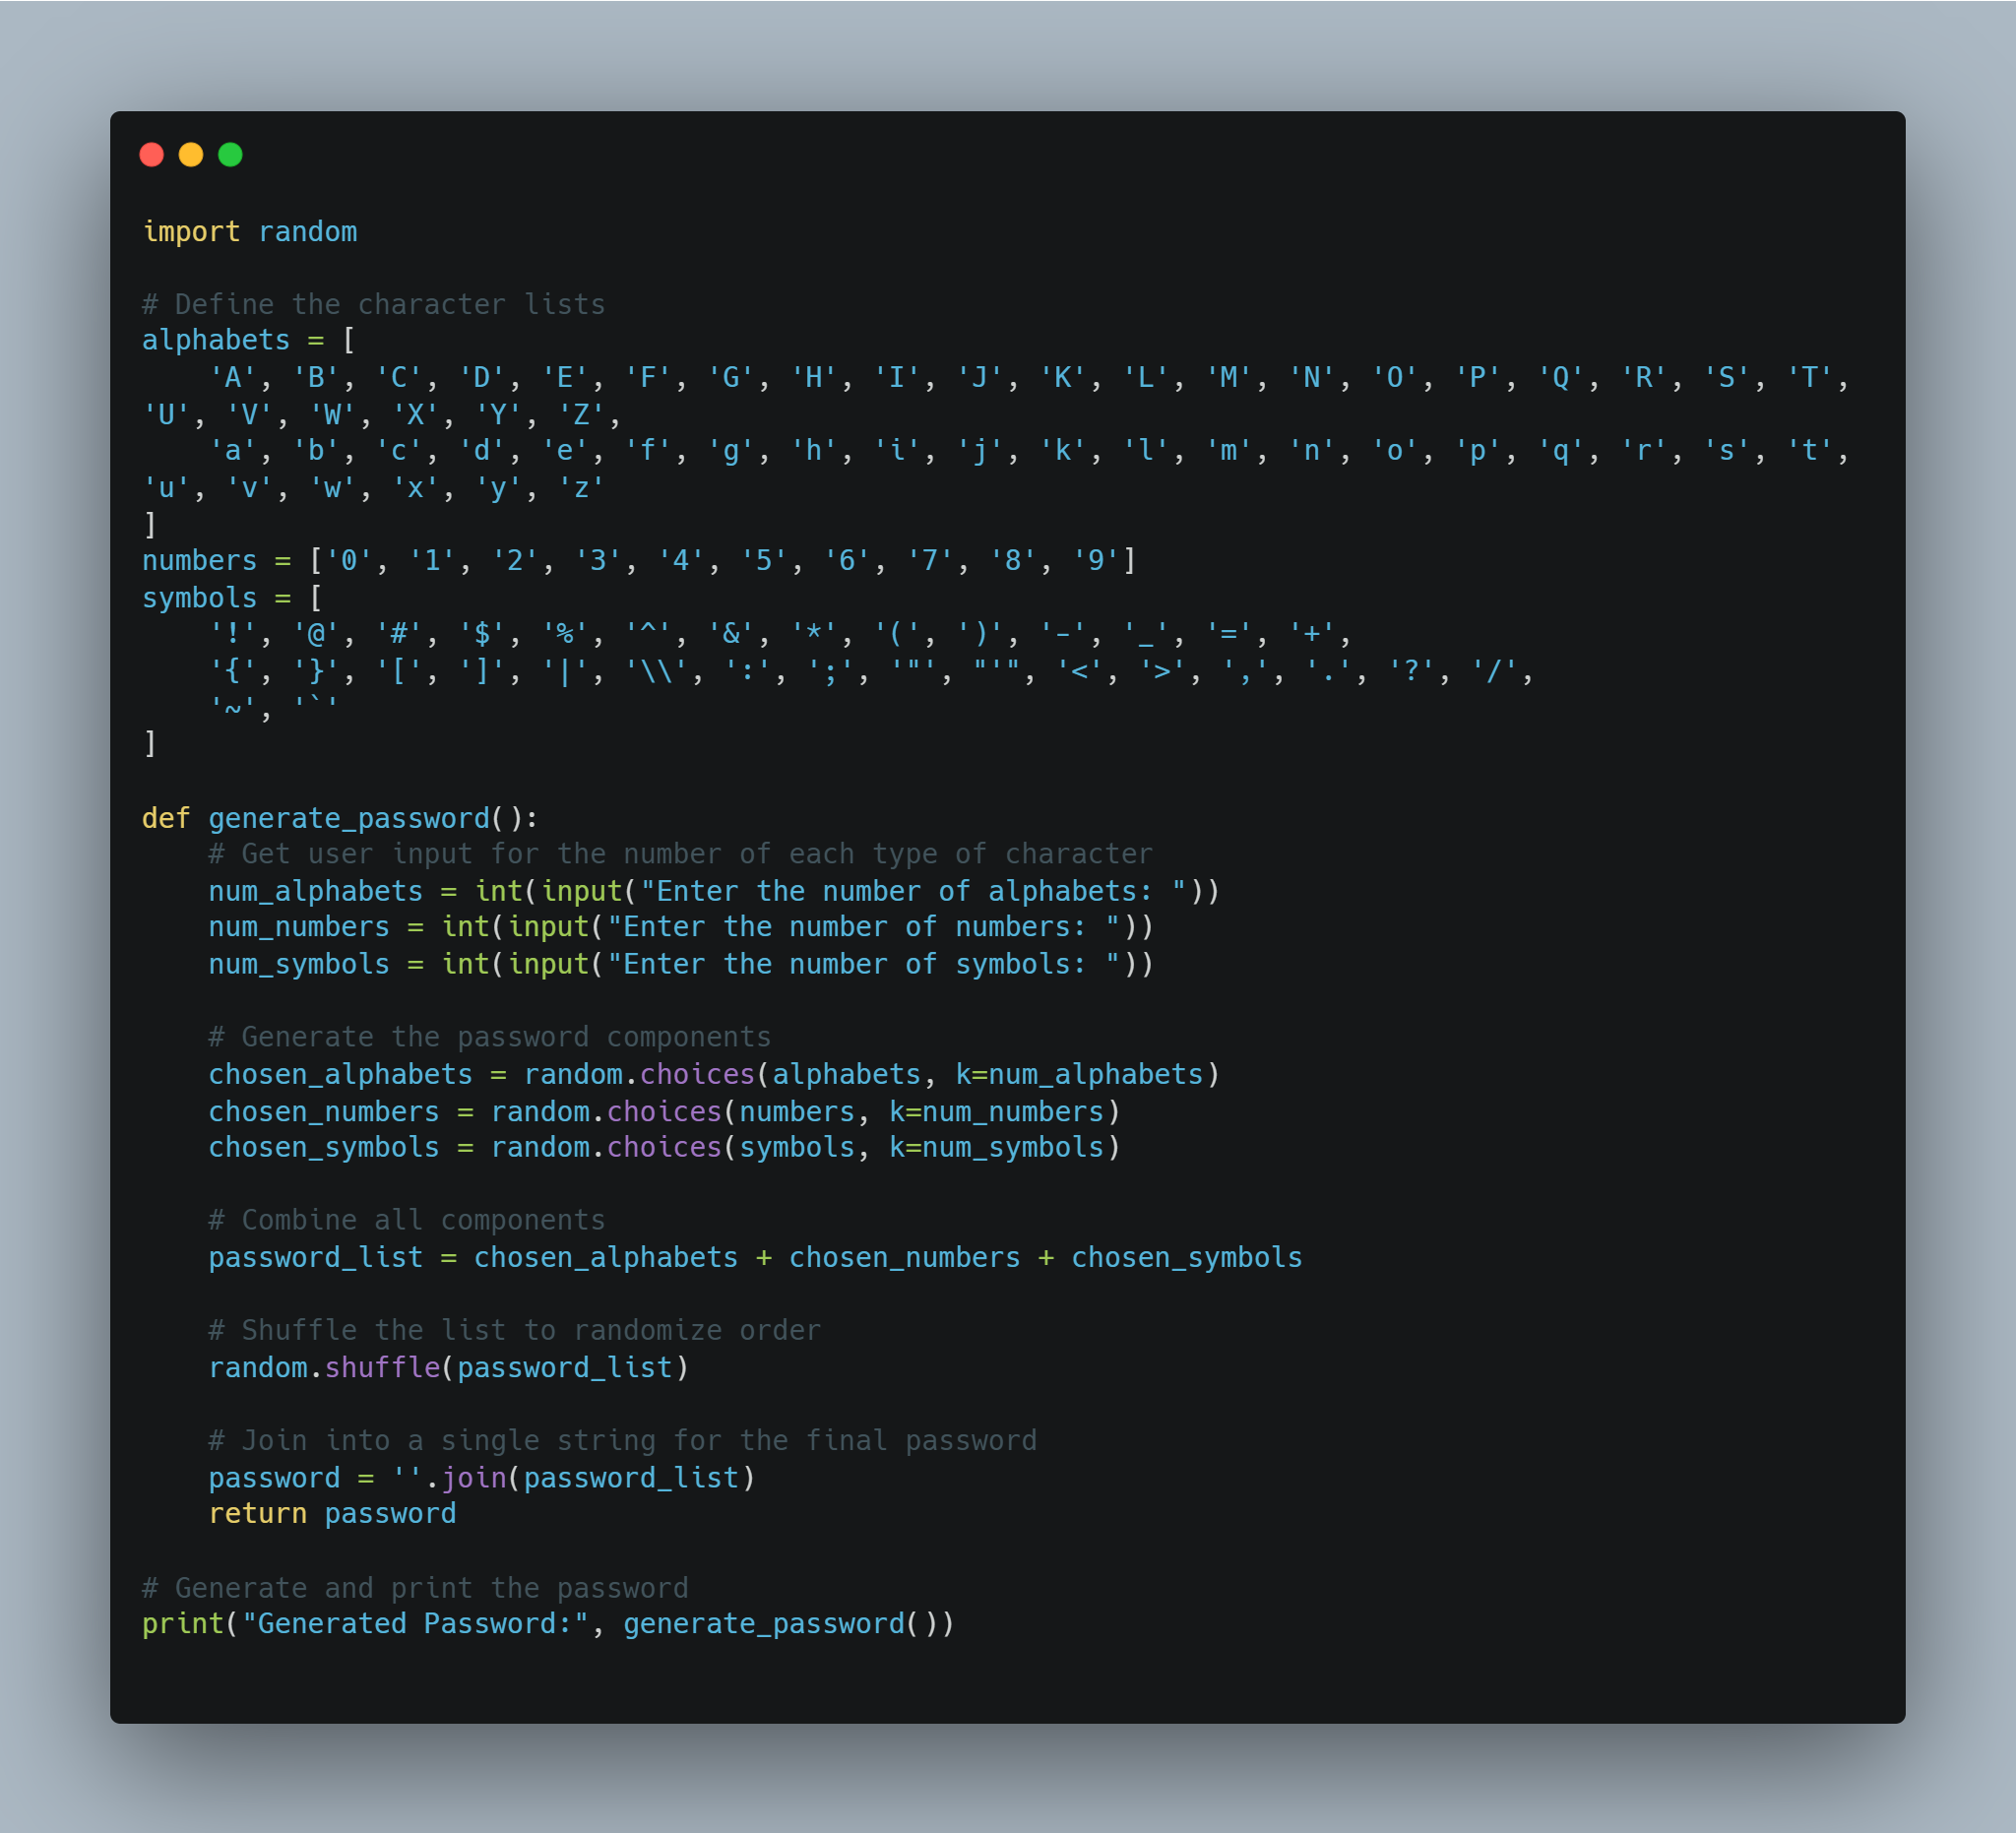 import random

# Define the character lists
alphabets = [
    'A', 'B', 'C', 'D', 'E', 'F', 'G', 'H', 'I', 'J', 'K', 'L', 'M', 'N', 'O', 'P', 'Q', 'R', 'S', 'T',
'U', 'V', 'W', 'X', 'Y', 'Z',
    'a', 'b', 'c', 'd', 'e', 'f', 'g', 'h', 'i', 'j', 'k', 'l', 'm', 'n', 'o', 'p', 'q', 'r', 's', 't',
'u', 'v', 'w', 'x', 'y', 'z'
]
numbers = ['0', '1', '2', '3', '4', '5', '6', '7', '8', '9']
symbols = [
    '!', '@', '#', '$', '%', '^', '&', '*', '(', ')', '-', '_', '=', '+',
    '{', '}', '[', ']', '|', '\\', ':', ';', '"', "'", '<', '>', ',', '.', '?', '/',
    '~', '`'
]

def generate_password():
    # Get user input for the number of each type of character
    num_alphabets = int(input("Enter the number of alphabets: "))
    num_numbers = int(input("Enter the number of numbers: "))
    num_symbols = int(input("Enter the number of symbols: "))

    # Generate the password components
    chosen_alphabets = random.choices(alphabets, k=num_alphabets)
    chosen_numbers = random.choices(numbers, k=num_numbers)
    chosen_symbols = random.choices(symbols, k=num_symbols)

    # Combine all components
    password_list = chosen_alphabets + chosen_numbers + chosen_symbols

    # Shuffle the list to randomize order
    random.shuffle(password_list)

    # Join into a single string for the final password
    password = ''.join(password_list)
    return password

# Generate and print the password
print("Generated Password:", generate_password())